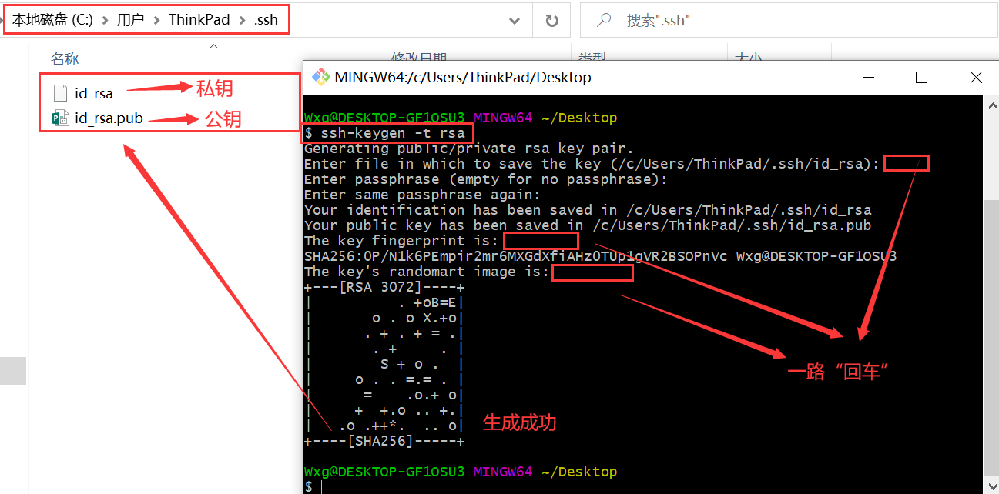 本地磁盘 (C:) › 用户 › ThinkPad › .ssh
搜索".ssh"
名称
修改日期
类型
大小
id_rsa
私钥
id_rsa.pub
公钥
MINGW64:/c/Users/ThinkPad/Desktop
Wxg@DESKTOP-GF1OSU3 MINGW64 ~/Desktop
$ ssh-keygen -t rsa
Generating public/private rsa key pair.
Enter file in which to save the key (/c/Users/ThinkPad/.ssh/id_rsa):
Enter passphrase (empty for no passphrase):
Enter same passphrase again:
Your identification has been saved in /c/Users/ThinkPad/.ssh/id_rsa
Your public key has been saved in /c/Users/ThinkPad/.ssh/id_rsa.pub
The key fingerprint is:
SHA256:OP/N1k6PEmpir2mr6MXGdXfiAHzOTUp1gVR2BSOPnVc Wxg@DESKTOP-GF1OSU3
The key's randomart image is:
+---[RSA 3072]----+
|          . +oB=E|
|       o . o X.+o|
|      . + . + = .|
|       . +     . |
|        S + o .  |
|     o . . =.= . |
|      =    .o.+ o|
|     +  +.o .. +.|
|   .o .++*.  .. o|
+----[SHA256]-----+
一路“回车”
生成成功
Wxg@DESKTOP-GF1OSU3 MINGW64 ~/Desktop
$